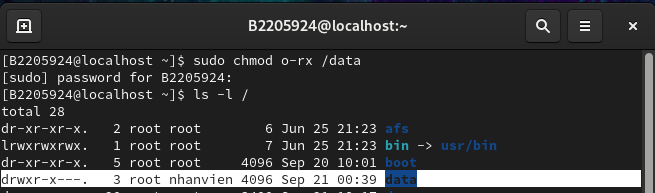 B2205924@localhost:~
[B2205924@localhost ~]$ sudo chmod o-rx /data
[sudo] password for B2205924:
[B2205924@localhost ~]$ ls -l /
total 28
dr-xr-xr-x.   2 root root        6 Jun 25 21:23 afs
lrwxrwxrwx.   1 root root        7 Jun 25 21:23 bin -> usr/bin
dr-xr-xr-x.   5 root root     4096 Sep 20 10:01 boot
drwxr-x---.   3 root nhanvien 4096 Sep 21 00:39 data